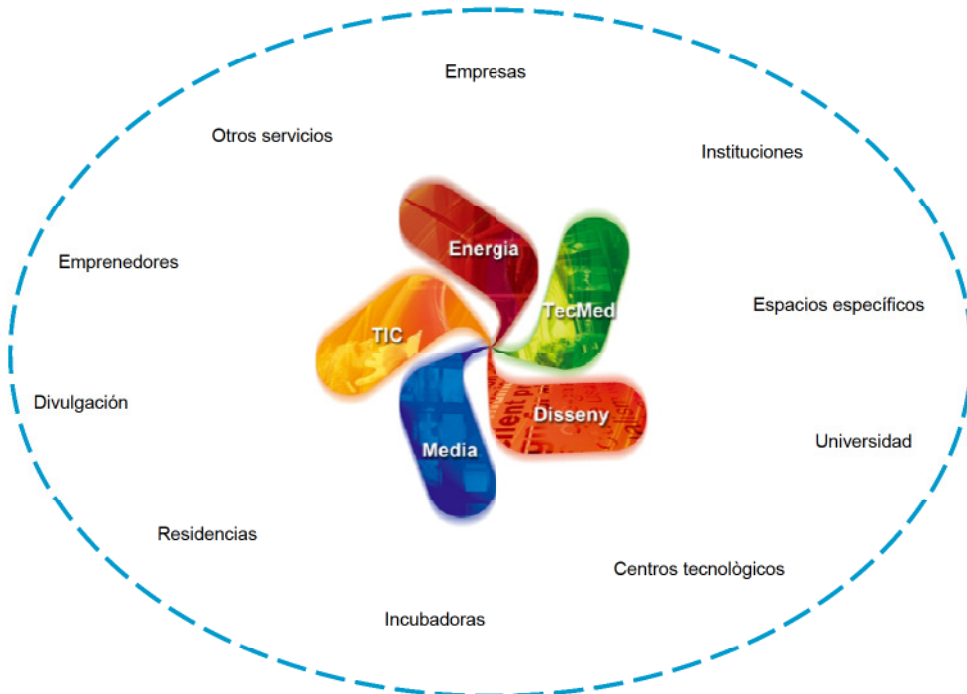 Empresas
Otros servicios
Instituciones
Energia
Emprenedores
TecMed
Espacios específicos
TIC
Divulgación
Disseny
Universidad
Media
Residencias
Centros tecnològicos
Incubadoras